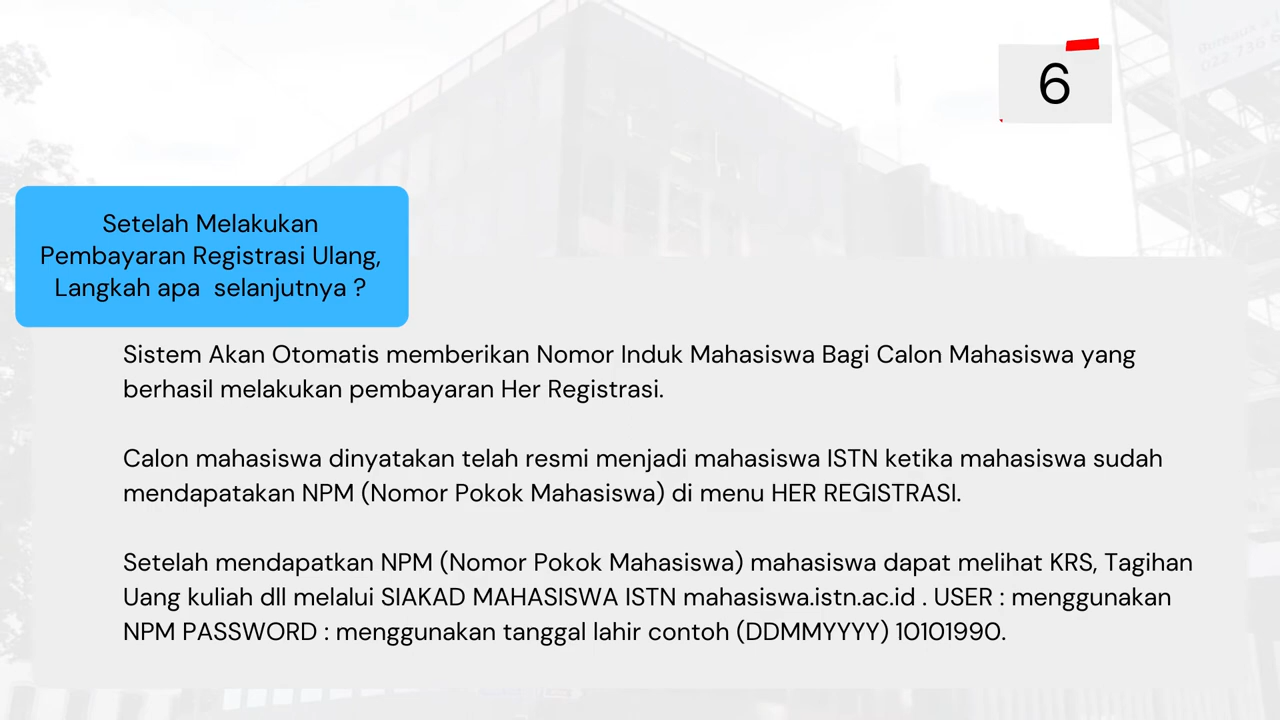 6
Setelah Melakukan
Pembayaran Registrasi Ulang,
Langkah apa selanjutnya ?
Sistem Akan Otomatis memberikan Nomor Induk Mahasiswa Bagi Calon Mahasiswa yang
berhasil melakukan pembayaran Her Registrasi.
Calon mahasiswa dinyatakan telah resmi menjadi mahasiswa ISTN ketika mahasiswa sudah
mendapatakan NPM (Nomor Pokok Mahasiswa) di menu HER REGISTRASI.
Setelah mendapatkan NPM (Nomor Pokok Mahasiswa) mahasiswa dapat melihat KRS, Tagihan
Uang kuliah dll melalui SIAKAD MAHASISWA ISTN mahasiswa.istn.ac.id . USER : menggunakan
NPM PASSWORD : menggunakan tanggal lahir contoh (DDMMYYYY) 10101990.